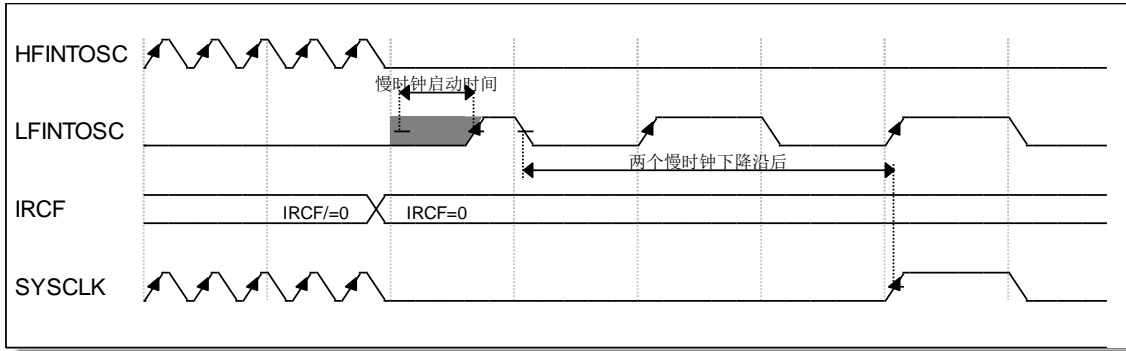 HFINTOSC
慢时钟启动时间
LFINTOSC
两个慢时钟下降沿后
IRCF
IRCF/=0
IRCF=0
SYSCLK